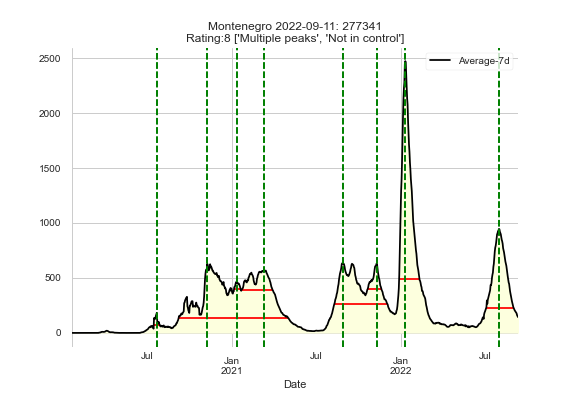 Montenegro 2022-09-11: 277341
Rating:8 ['Multiple peaks', 'Not in control']
Average-7d
2500
2000
1500
1000
500
0
Jul
Jan
2021
Jul
Jan
2022
Jul
Date